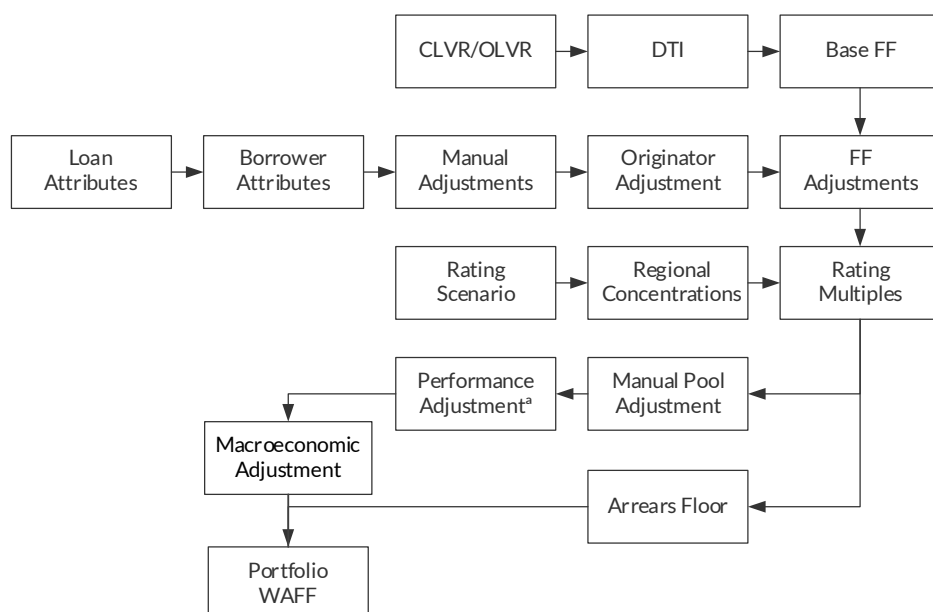 CLVR/OLVR
DTI
Base FF
Loan
Attributes
Borrower
Attributes
Manual
Adjustments
Originator
Adjustment
FF
Adjustments
Rating
Scenario
Regional
Concentrations
Rating
Multiples
Performance
Adjustmentᵃ
Manual Pool
Adjustment
Macroeconomic
Adjustment
Arrears Floor
Portfolio
WAFF